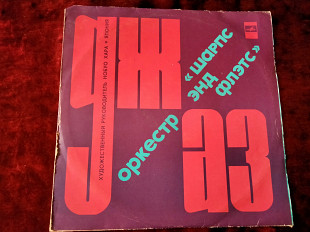 ДЖ
АЗ
оркестр
«шарпс
энд
флэтс»
ХУДОЖЕСТВЕННЫЙ РУКОВОДИТЕЛЬ НОБУО ХАРА • ЯПОНИЯ